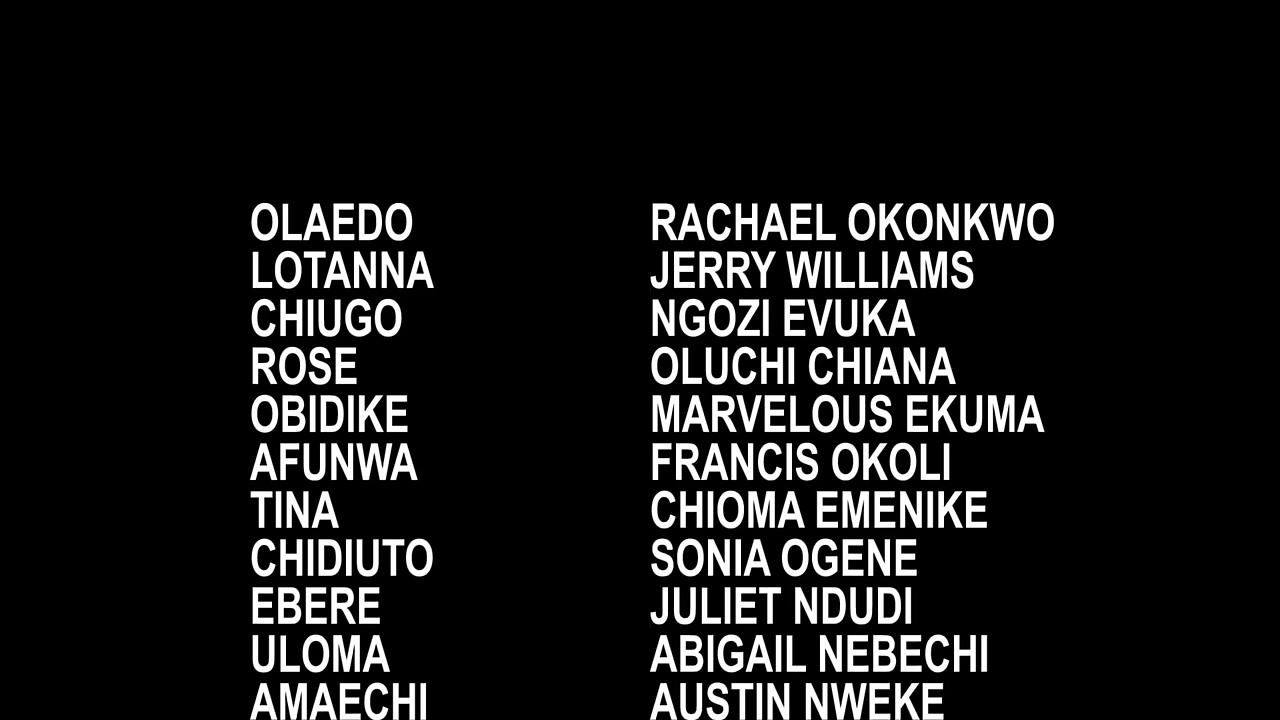 OLAEDO RACHAEL OKONKWO
LOTANNA JERRY WILLIAMS
CHIUGO NGOZI EVUKA
ROSE OLUCHI CHIANA
OBIDIKE MARVELOUS EKUMA
AFUNWA FRANCIS OKOLI
TINA CHIOMA EMENIKE
CHIDIUTO SONIA OGENE
EBERE JULIET NDUDI
ULOMA ABIGAIL NEBECHI
AMAECHI AUSTIN NWEKE